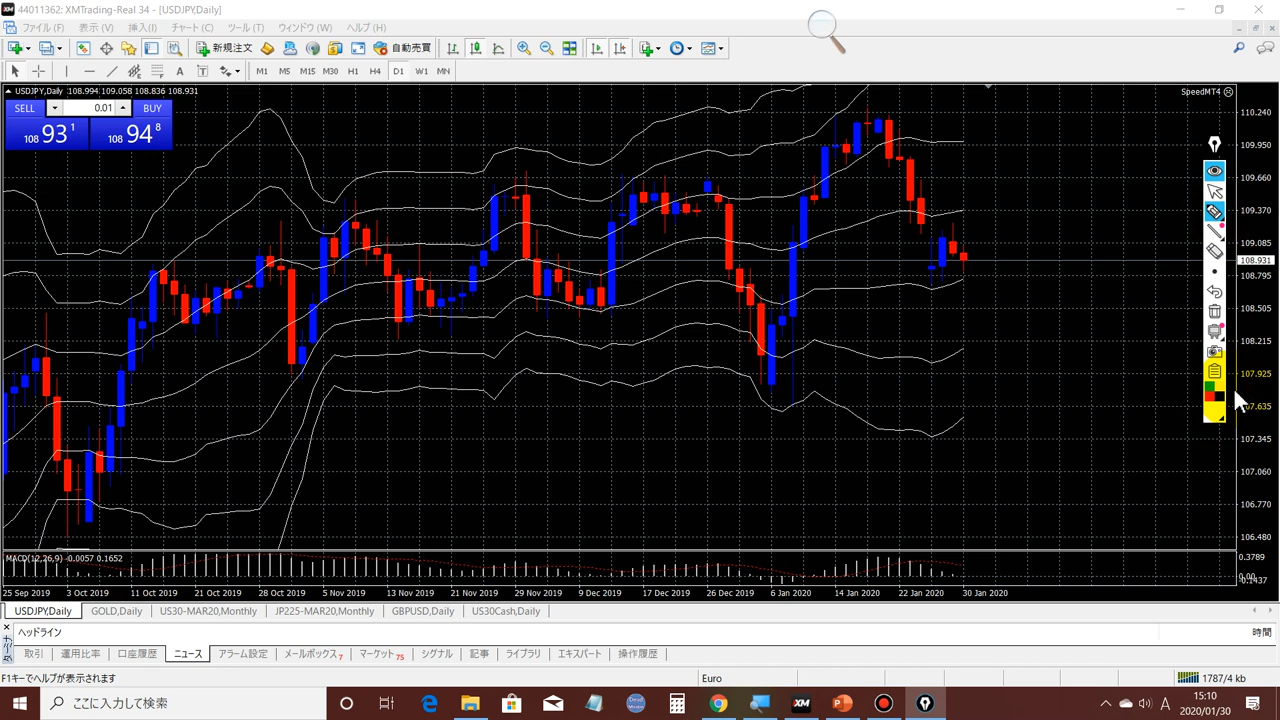 44011362: XMTrading-Real 34 - [USDJPY,Daily]
ファイル (F) 表示 (V) 挿入(I) チャート (C) ツール (T) ウィンドウ (W) ヘルプ (H)
新規注文 自動売買
M1 M5 M15 M30 H1 H4 D1 W1 MN
USDJPY,Daily 108.994 109.058 108.836 108.931
SpeedMT4
SELL 0.01 BUY
108 93 1 108 94 8
110.240
109.950
109.660
109.370
109.085
108.931
108.795
108.505
108.215
107.925
107.635
107.345
107.060
106.770
106.480
MACD(12,26,9) -0.0057 0.1652
0.3789
0.00
25 Sep 2019 3 Oct 2019 11 Oct 2019 21 Oct 2019 28 Oct 2019 5 Nov 2019 13 Nov 2019 21 Nov 2019 29 Nov 2019 9 Dec 2019 17 Dec 2019 26 Dec 2019 6 Jan 2020 14 Jan 2020 22 Jan 2020 30 Jan 2020
USDJPY,Daily GOLD,Daily US30-MAR20,Monthly JP225-MAR20,Monthly GBPUSD,Daily US30Cash,Daily
ヘッドライン 時間
取引 運用比率 口座履歴 ニュース アラーム設定 メールボックス 7 マーケット 75 シグナル 記事 ライブラリ エキスパート 操作履歴
F1キーでヘルプが表示されます Euro 1787/4 kb
ここに入力して検索
XM
A
15:10
2020/01/30